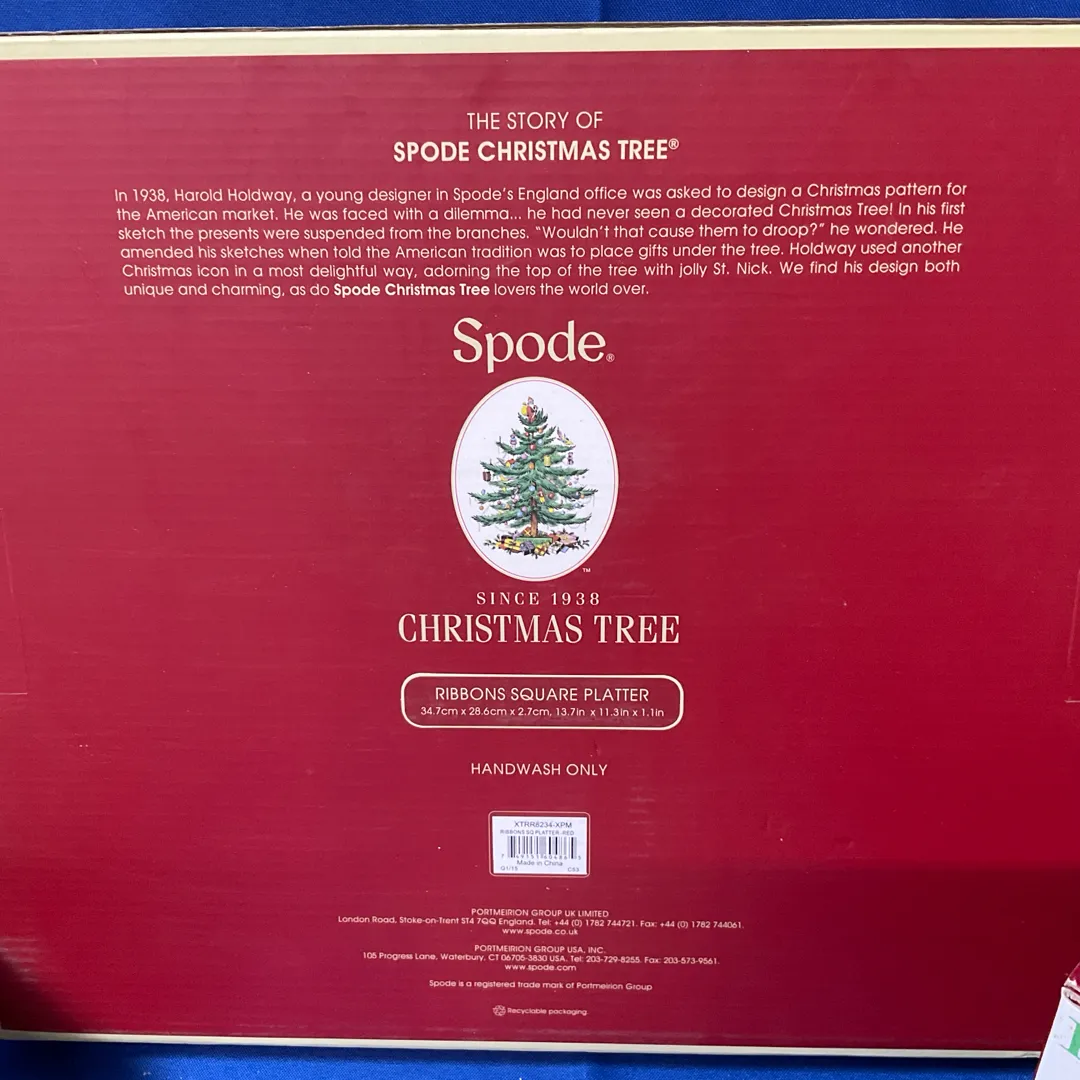 THE STORY OF
SPODE CHRISTMAS TREE®
In 1938, Harold Holdway, a young designer in Spode's England office was asked to design a Christmas pattern for
the American market. He was faced with a dilemma... he had never seen a decorated Christmas Tree! In his first
sketch the presents were suspended from the branches. "Wouldn't that cause them to droop?" he wondered. He
amended his sketches when told the American tradition was to place gifts under the tree. Holdway used another
Christmas icon in a most delightful way, adorning the top of the tree with jolly St. Nick. We find his design both
unique and charming, as do Spode Christmas Tree lovers the world over.
Spode®
™
SINCE 1938
CHRISTMAS TREE
RIBBONS SQUARE PLATTER
34.7cm x 28.6cm x 2.7cm, 13.7in x 11.3in x 1.1in
HANDWASH ONLY
XTRR8234-XPM
RIBBONS SQ PLATTER -RED
Made in China
C53
PORTMEIRION GROUP UK LIMITED
London Road, Stoke-on-Trent ST4 7QQ England. Tel: +44 (0) 1782 744721. Fax: +44 (0) 1782 744061.
www.spode.co.uk
PORTMEIRION GROUP USA, INC.
105 Progress Lane, Waterbury, CT 06705-3830 USA. Tel: 203-729-8255. Fax: 203-573-9561.
www.spode.com
Spode is a registered trade mark of Portmeirion Group
Recyclable packaging